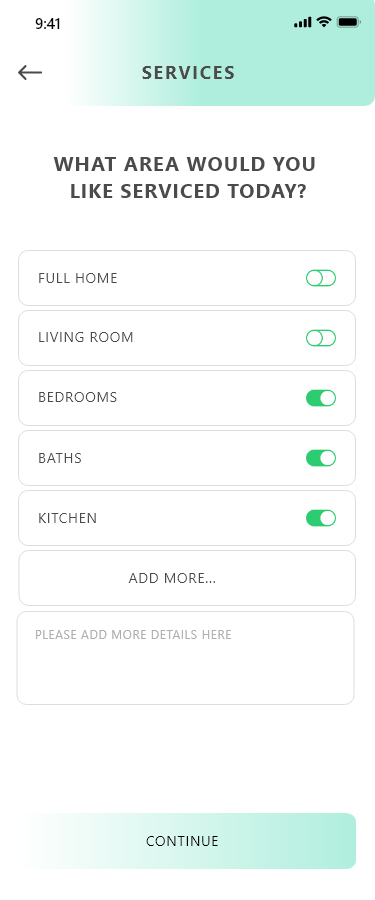 9:41
SERVICES
WHAT AREA WOULD YOU
LIKE SERVICED TODAY?
FULL HOME
LIVING ROOM
BEDROOMS
BATHS
KITCHEN
ADD MORE...
PLEASE ADD MORE DETAILS HERE
CONTINUE